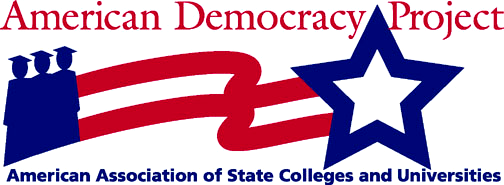 American Democracy Project
American Association of State Colleges and Universities